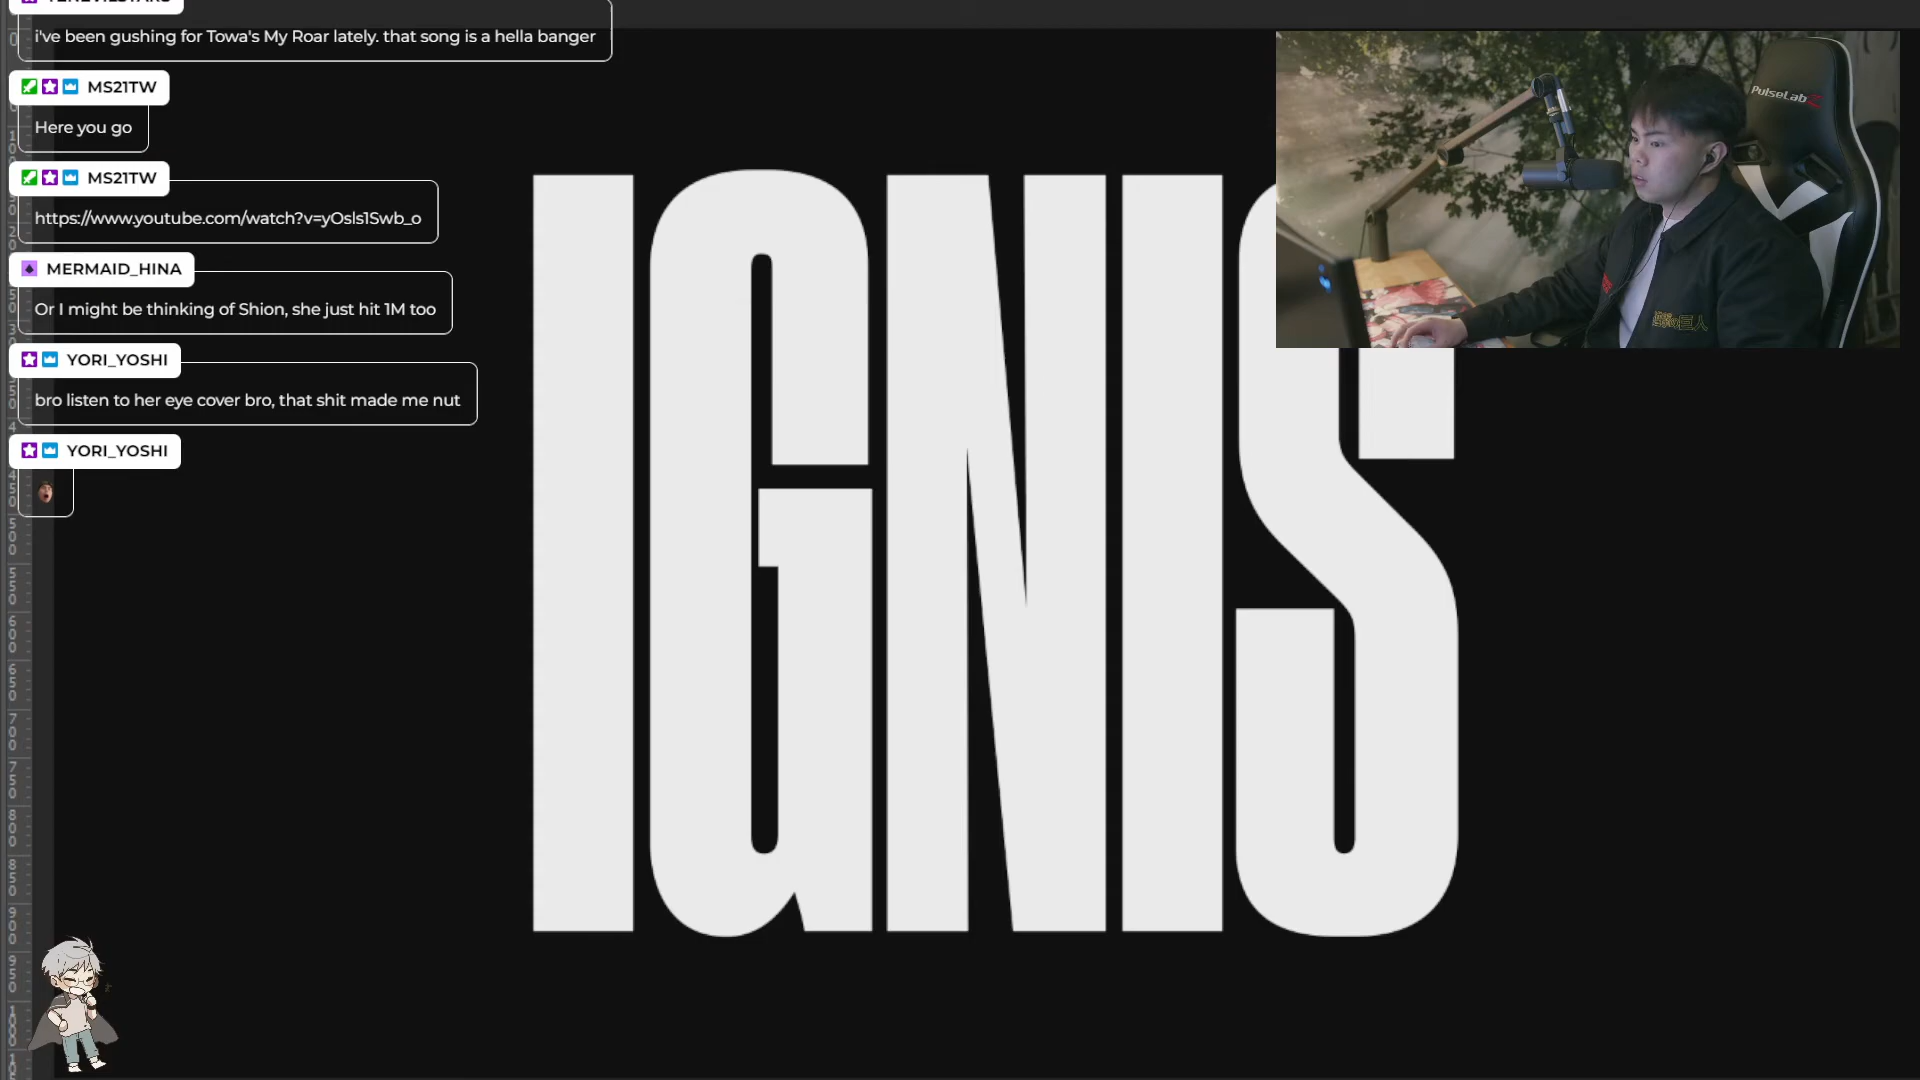 i've been gushing for Towa's My Roar lately. that song is a hella banger
MS21TW
Here you go
MS21TW
https://www.youtube.com/watch?v=yOsls1Swb_o
MERMAID_HINA
Or I might be thinking of Shion, she just hit 1M too
YORI_YOSHI
bro listen to her eye cover bro, that shit made me nut
YORI_YOSHI
IGNIS
PulseLabZ